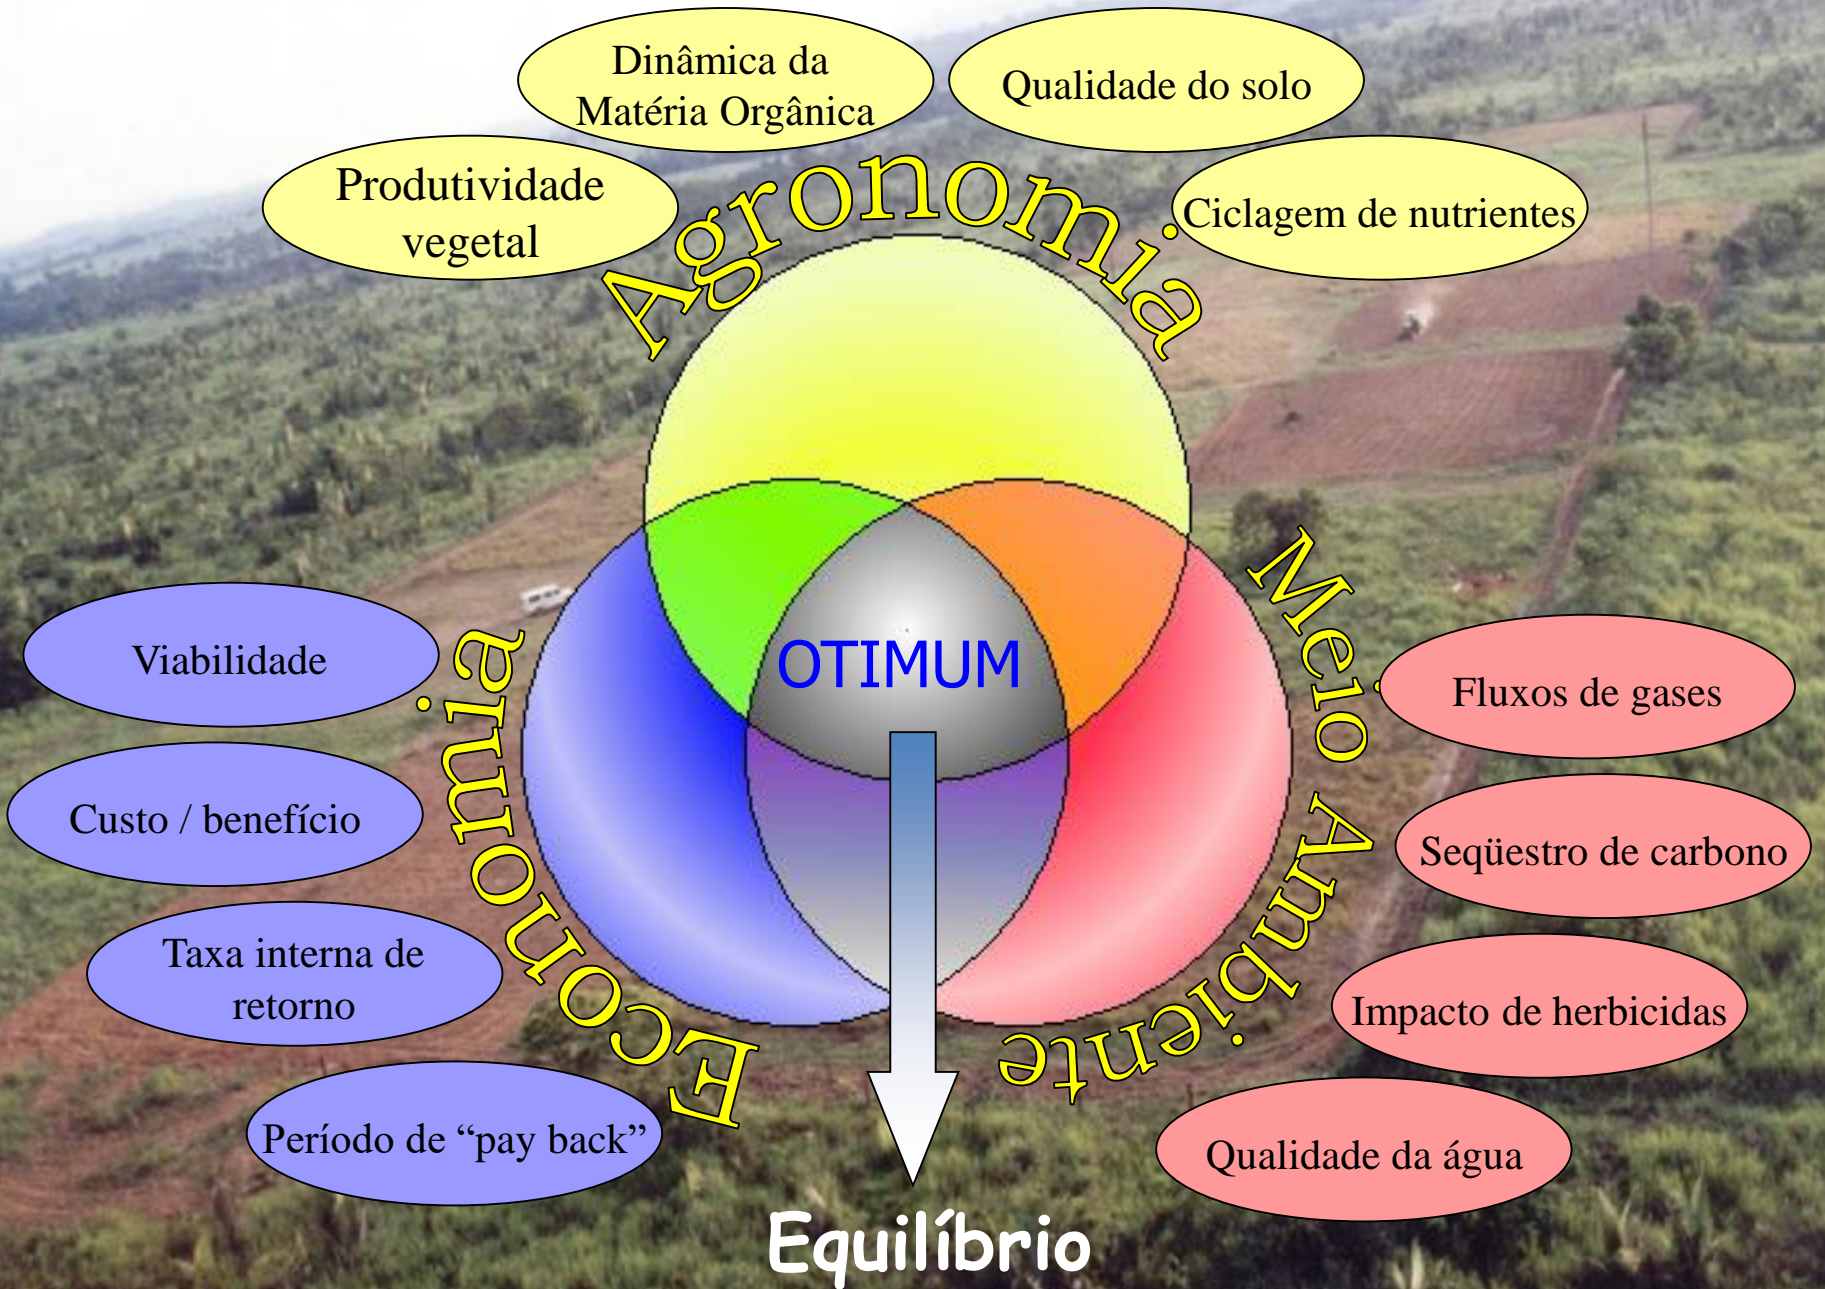 Dinâmica da
Matéria Orgânica
Qualidade do solo
Produtividade
vegetal
Ciclagem de nutrientes
Agronomia
OTIMUM
Economia
Viabilidade
Custo / benefício
Taxa interna de
retorno
Período de “pay back”
Meio Ambiente
Fluxos de gases
Seqüestro de carbono
Impacto de herbicidas
Qualidade da água
Equilíbrio